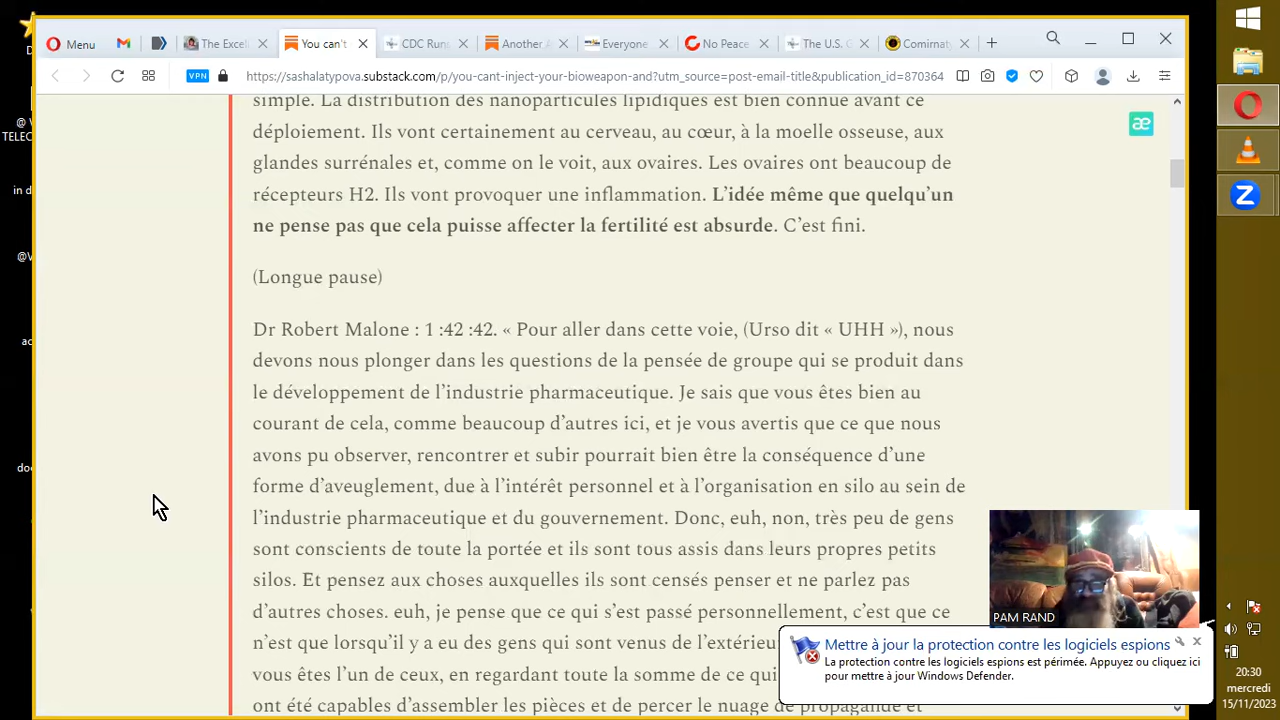 Menu
The Excell
You can't
CDC Rung
Another A
Everyone
No Peace
The U.S. G
Comirnaty
VPN
https://sashalatypova.substack.com/p/you-cant-inject-your-bioweapon-and?utm_source=post-email-title&publication_id=870364
simple. La distribution des nanoparticules lipidiques est bien connue avant ce
déploiement. Ils vont certainement au cerveau, au cœur, à la moelle osseuse, aux
glandes surrénales et, comme on le voit, aux ovaires. Les ovaires ont beaucoup de
récepteurs H2. Ils vont provoquer une inflammation. L'idée même que quelqu'un
ne pense pas que cela puisse affecter la fertilité est absurde. C'est fini.
(Longue pause)
Dr Robert Malone : 1 :42 :42. « Pour aller dans cette voie, (Urso dit « UHH »), nous
devons nous plonger dans les questions de la pensée de groupe qui se produit dans
le développement de l'industrie pharmaceutique. Je sais que vous êtes bien au
courant de cela, comme beaucoup d'autres ici, et je vous avertis que ce que nous
avons pu observer, rencontrer et subir pourrait bien être la conséquence d'une
forme d'aveuglement, due à l'intérêt personnel et à l'organisation en silo au sein de
l'industrie pharmaceutique et du gouvernement. Donc, euh, non, très peu de gens
sont conscients de toute la portée et ils sont tous assis dans leurs propres petits
silos. Et pensez aux choses auxquelles ils sont censés penser et ne parlez pas
d'autres choses. euh, je pense que ce qui s'est passé personnellement, c'est que ce
n'est que lorsqu'il y a eu des gens qui sont venus de l'extérieu
vous êtes l'un de ceux, en regardant toute la somme de ce qui
ont été capables d'assembler les pièces et de percer le nuage de propagande et
PAM RAND
Mettre à jour la protection contre les logiciels espions
La protection contre les logiciels espions est périmée. Appuyez ou cliquez ici
pour mettre à jour Windows Defender.
20:30
mercredi
15/11/2023
TELEC
in d
@V
doc